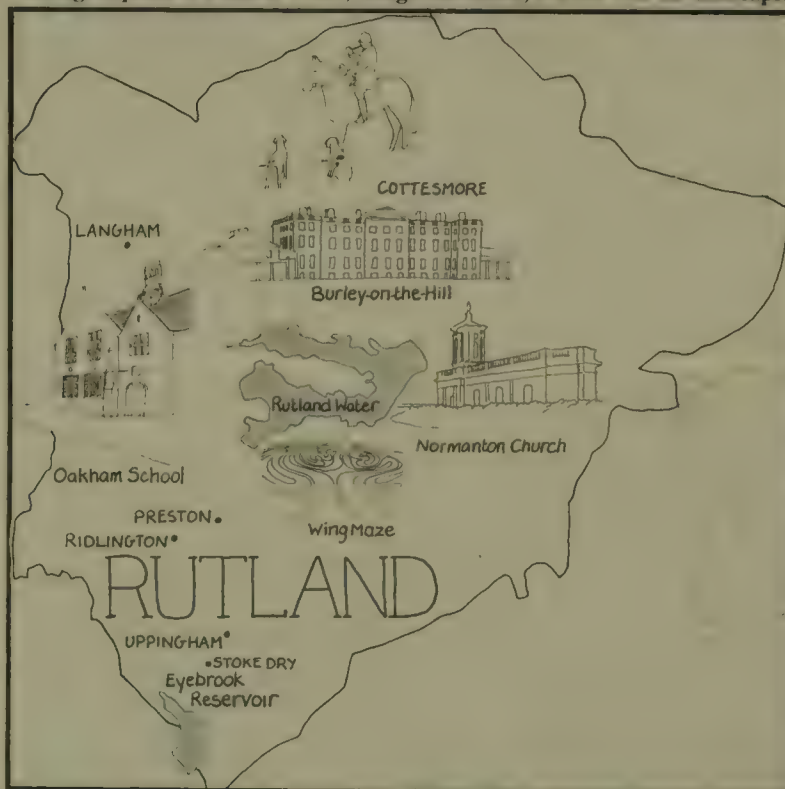 COTTESMORE
LANGHAM
Burley-on-the-Hill
Rutland Water
Normanton Church
Oakham School
PRESTON
Wing Maze
RIDLINGTON
RUTLAND
UPPINGHAM
STOKE DRY
Eyebrook
Reservoir